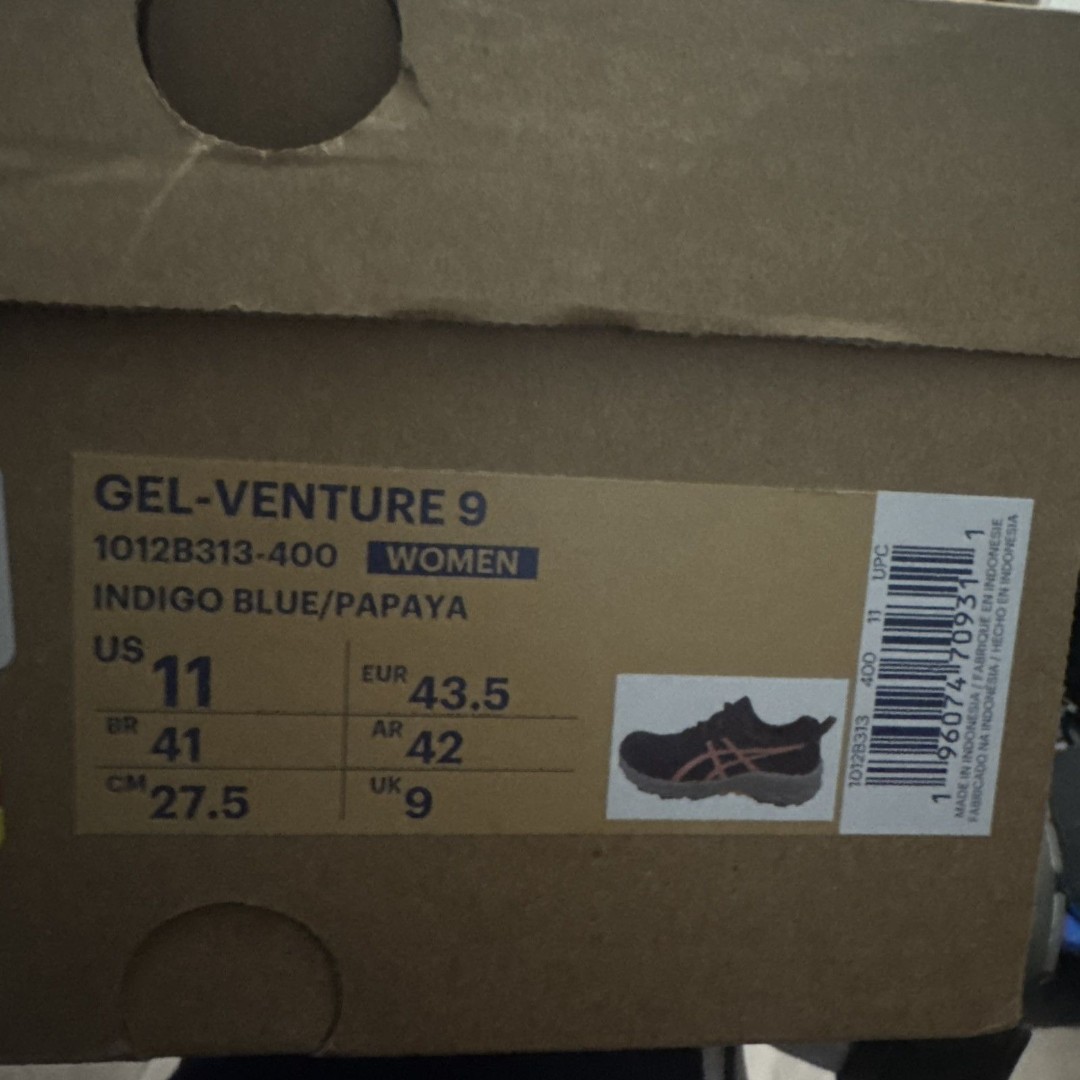 GEL-VENTURE 9
1012B313-400 WOMEN
INDIGO BLUE/PAPAYA
US 11 EUR 43.5
BR 41 AR 42
CM 27.5 UK 9
1012B313 400 11 UPC
1 96074 70931 1
MADE IN INDONESIA / FABRIQUE EN INDONESIE
FABRICADO NA INDONÉSIA / HECHO EN INDONESIA